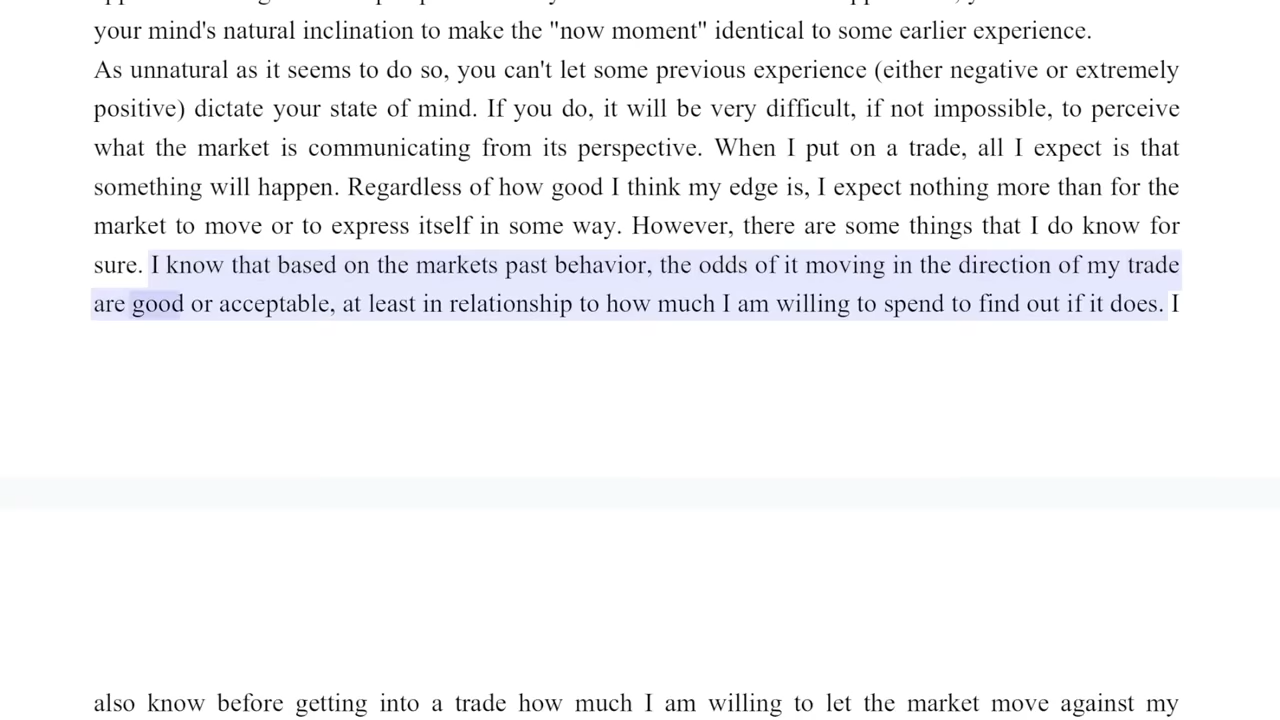 your mind's natural inclination to make the "now moment" identical to some earlier experience.
As unnatural as it seems to do so, you can't let some previous experience (either negative or extremely
positive) dictate your state of mind. If you do, it will be very difficult, if not impossible, to perceive
what the market is communicating from its perspective. When I put on a trade, all I expect is that
something will happen. Regardless of how good I think my edge is, I expect nothing more than for the
market to move or to express itself in some way. However, there are some things that I do know for
sure. I know that based on the markets past behavior, the odds of it moving in the direction of my trade
are good or acceptable, at least in relationship to how much I am willing to spend to find out if it does. I
also know before getting into a trade how much I am willing to let the market move against my